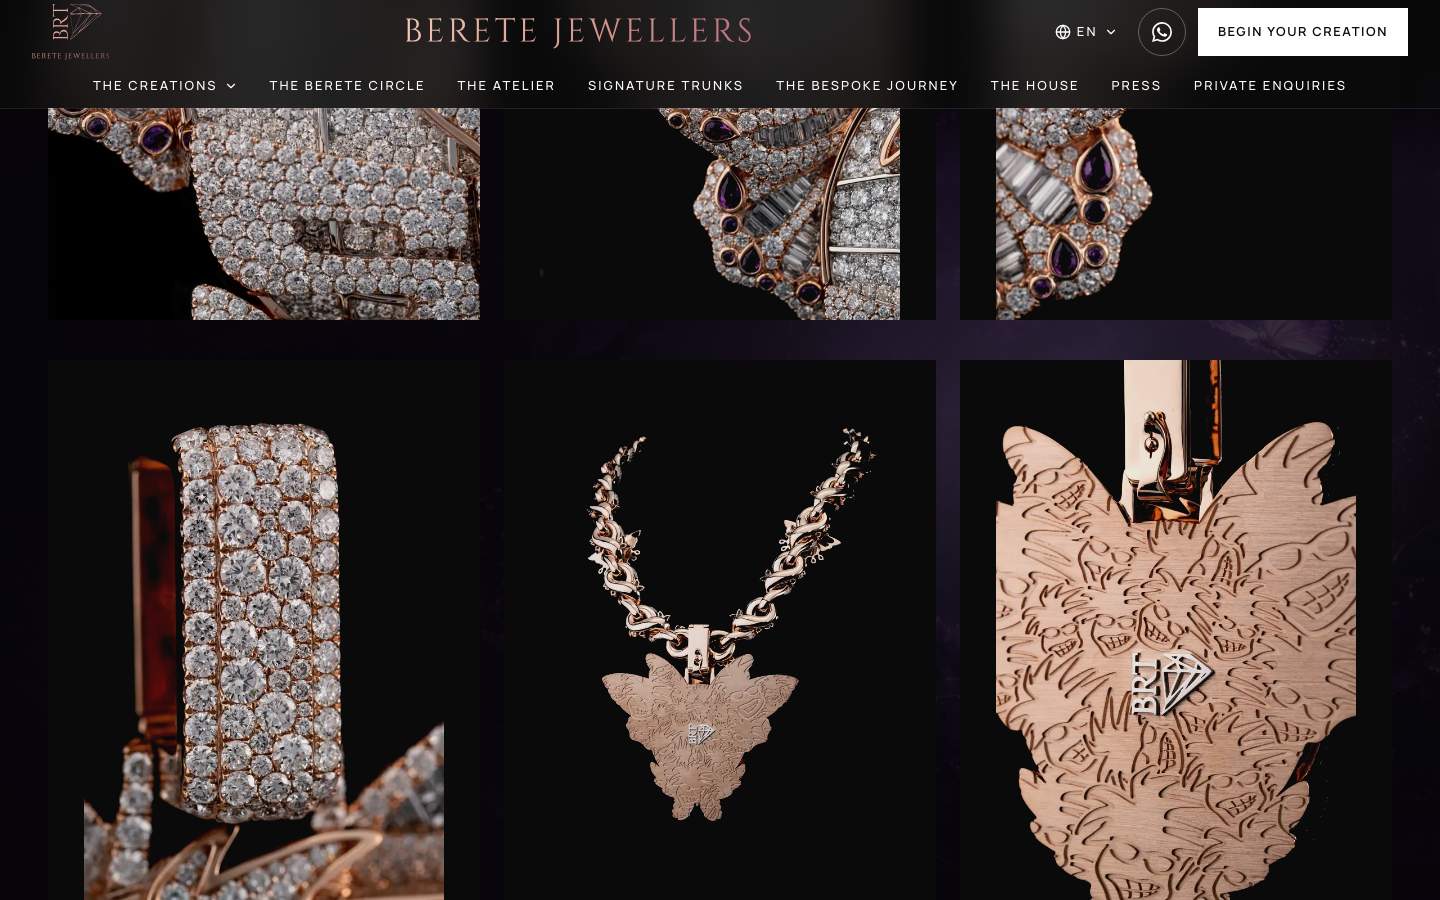 BRT
BERETE JEWELLERS
BERETE JEWELLERS
EN
BEGIN YOUR CREATION
THE CREATIONS
THE BERETE CIRCLE
THE ATELIER
SIGNATURE TRUNKS
THE BESPOKE JOURNEY
THE HOUSE
PRESS
PRIVATE ENQUIRIES
BRT
BRT